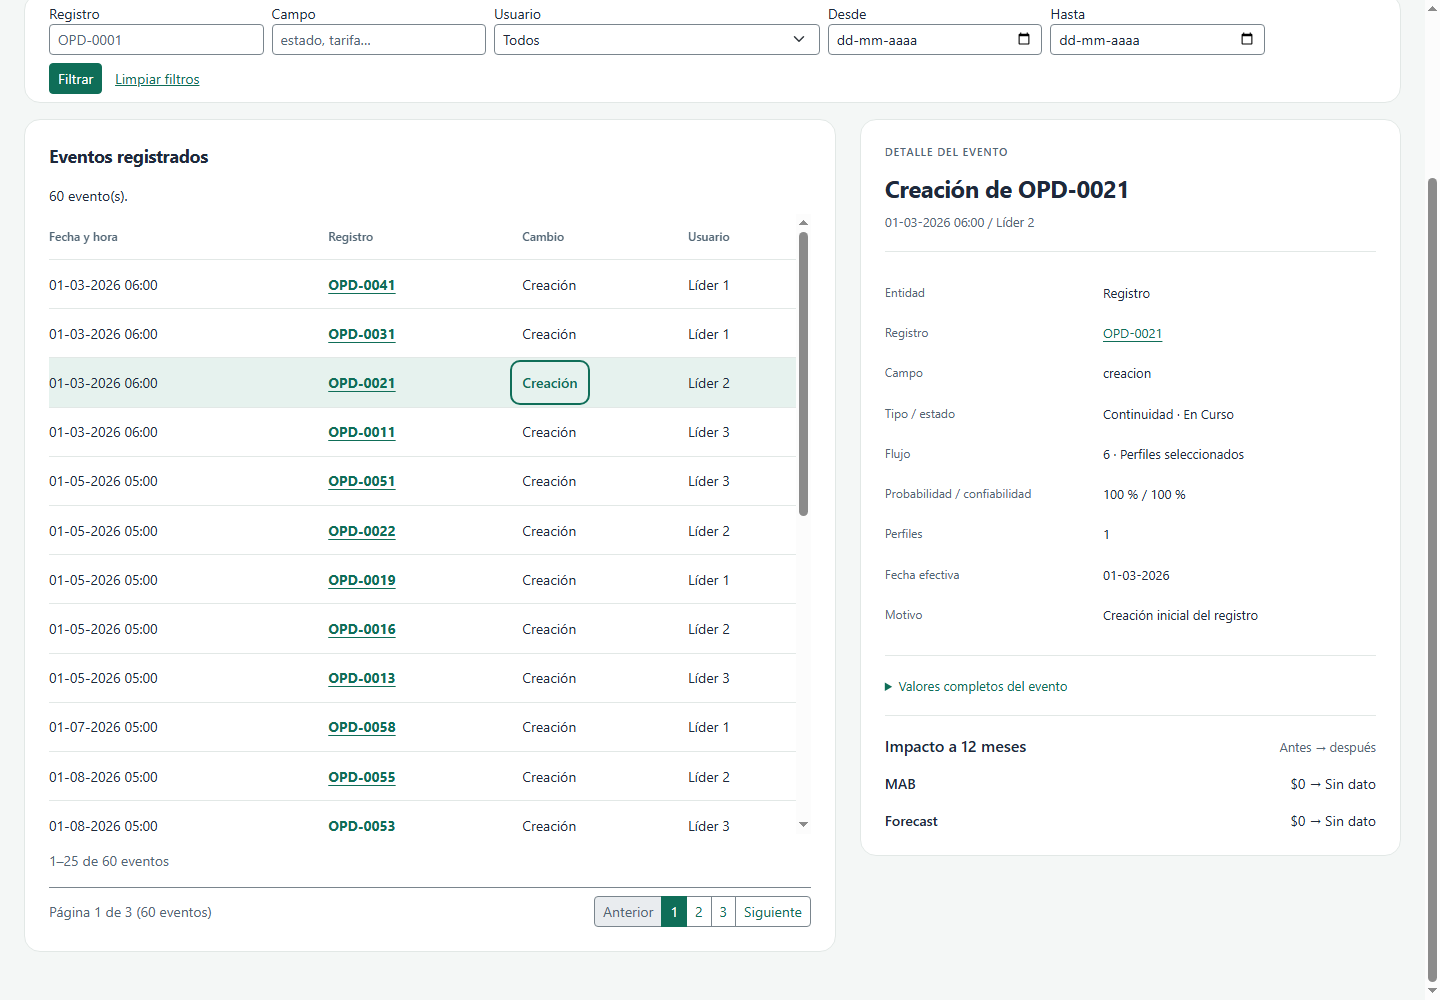 Registro Campo Usuario Desde Hasta
OPD-0001 estado, tarifa... Todos dd-mm-aaaa dd-mm-aaaa
Filtrar Limpiar filtros
Eventos registrados
60 evento(s).
Fecha y hora Registro Cambio Usuario
01-03-2026 06:00 OPD-0041 Creación Líder 1
01-03-2026 06:00 OPD-0031 Creación Líder 1
01-03-2026 06:00 OPD-0021 Creación Líder 2
01-03-2026 06:00 OPD-0011 Creación Líder 3
01-05-2026 05:00 OPD-0051 Creación Líder 3
01-05-2026 05:00 OPD-0022 Creación Líder 2
01-05-2026 05:00 OPD-0019 Creación Líder 1
01-05-2026 05:00 OPD-0016 Creación Líder 2
01-05-2026 05:00 OPD-0013 Creación Líder 3
01-07-2026 05:00 OPD-0058 Creación Líder 1
01-08-2026 05:00 OPD-0055 Creación Líder 2
01-08-2026 05:00 OPD-0053 Creación Líder 3
1–25 de 60 eventos
Página 1 de 3 (60 eventos) Anterior 1 2 3 Siguiente
DETALLE DEL EVENTO
Creación de OPD-0021
01-03-2026 06:00 / Líder 2
Entidad Registro
Registro OPD-0021
Campo creacion
Tipo / estado Continuidad · En Curso
Flujo 6 · Perfiles seleccionados
Probabilidad / confiabilidad 100 % / 100 %
Perfiles 1
Fecha efectiva 01-03-2026
Motivo Creación inicial del registro
Valores completos del evento
Impacto a 12 meses Antes → después
MAB $0 → Sin dato
Forecast $0 → Sin dato